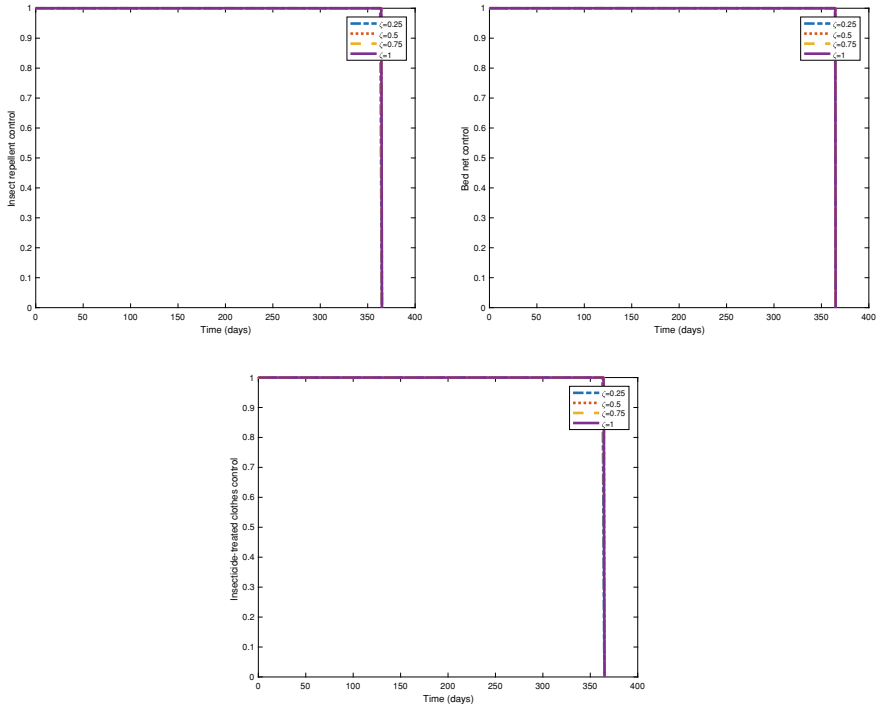 1
0.9
0.8
0.7
0.6
0.5
0.4
0.3
0.2
0.1
0
Insect repellent control
ζ=0.25
ζ=0.5
ζ=0.75
ζ=1
0 50 100 150 200 250 300 350 400
Time (days)
1
0.9
0.8
0.7
0.6
0.5
0.4
0.3
0.2
0.1
0
Bed net control
ζ=0.25
ζ=0.5
ζ=0.75
ζ=1
0 50 100 150 200 250 300 350 400
Time (days)
1
0.9
0.8
0.7
0.6
0.5
0.4
0.3
0.2
0.1
0
Insecticide-treated clothes control
ζ=0.25
ζ=0.5
ζ=0.75
ζ=1
0 50 100 150 200 250 300 350 400
Time (days)